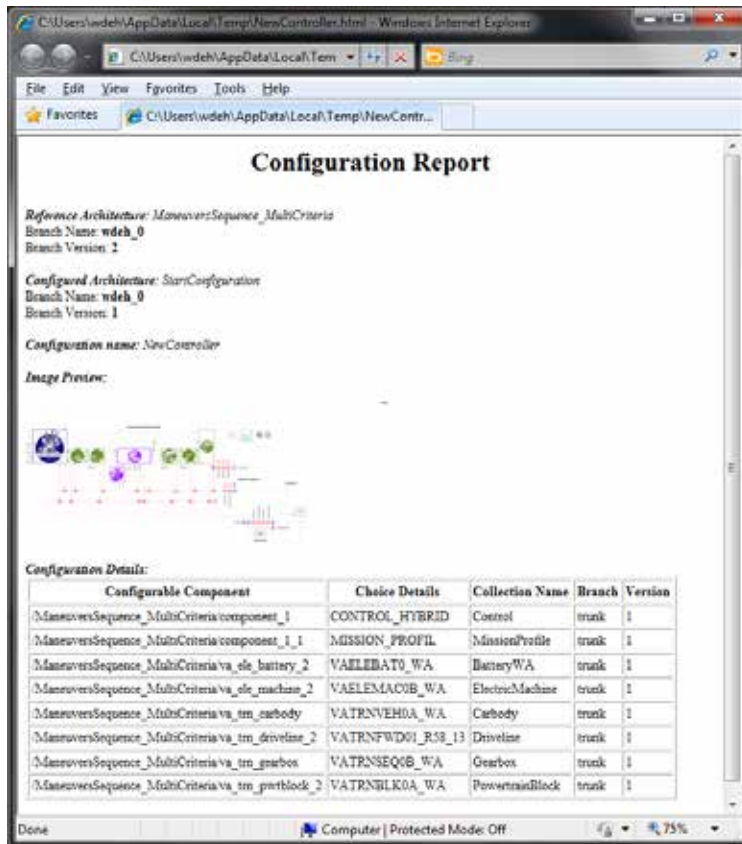 C:\Users\wdeh\AppData\Local\Temp\NewController.html - Windows Internet Explorer
C:\Users\wdeh\AppData\Local\Tem
Bing
File Edit View Favorites Tools Help
Favorites C:\Users\wdeh\AppData\Local\Temp\NewContr...
Configuration Report
Reference Architecture: ManeuversSequence_MultiCriteria
Branch Name: wdeh_0
Branch Version: 2
Configured Architecture: StartConfiguration
Branch Name: wdeh_0
Branch Version: 1
Configuration name: NewController
Image Preview:
Configuration Details:
Configurable Component Choice Details Collection Name Branch Version
/ManeuversSequence_MultiCriteria/component_1 CONTROL_HYBRID Control trunk 1
/ManeuversSequence_MultiCriteria/component_1_1 MISSION_PROFIL MissionProfile trunk 1
/ManeuversSequence_MultiCriteria/va_ele_battery_2 VAELEBAT0_WA BatteryWA trunk 1
/ManeuversSequence_MultiCriteria/va_ele_machine_2 VAELEMAC0B_WA ElectricMachine trunk 1
/ManeuversSequence_MultiCriteria/va_trn_carbody VATRNVEH0A_WA Carbody trunk 1
/ManeuversSequence_MultiCriteria/va_trn_driveline_2 VATRNFWD01_R58_13 Driveline trunk 1
/ManeuversSequence_MultiCriteria/va_trn_gearbox VATRNSEQ0B_WA Gearbox trunk 1
/ManeuversSequence_MultiCriteria/va_trn_pwrtblock_2 VATRNBLK0A_WA PowertrainBlock trunk 1
Done Computer | Protected Mode: Off 75%